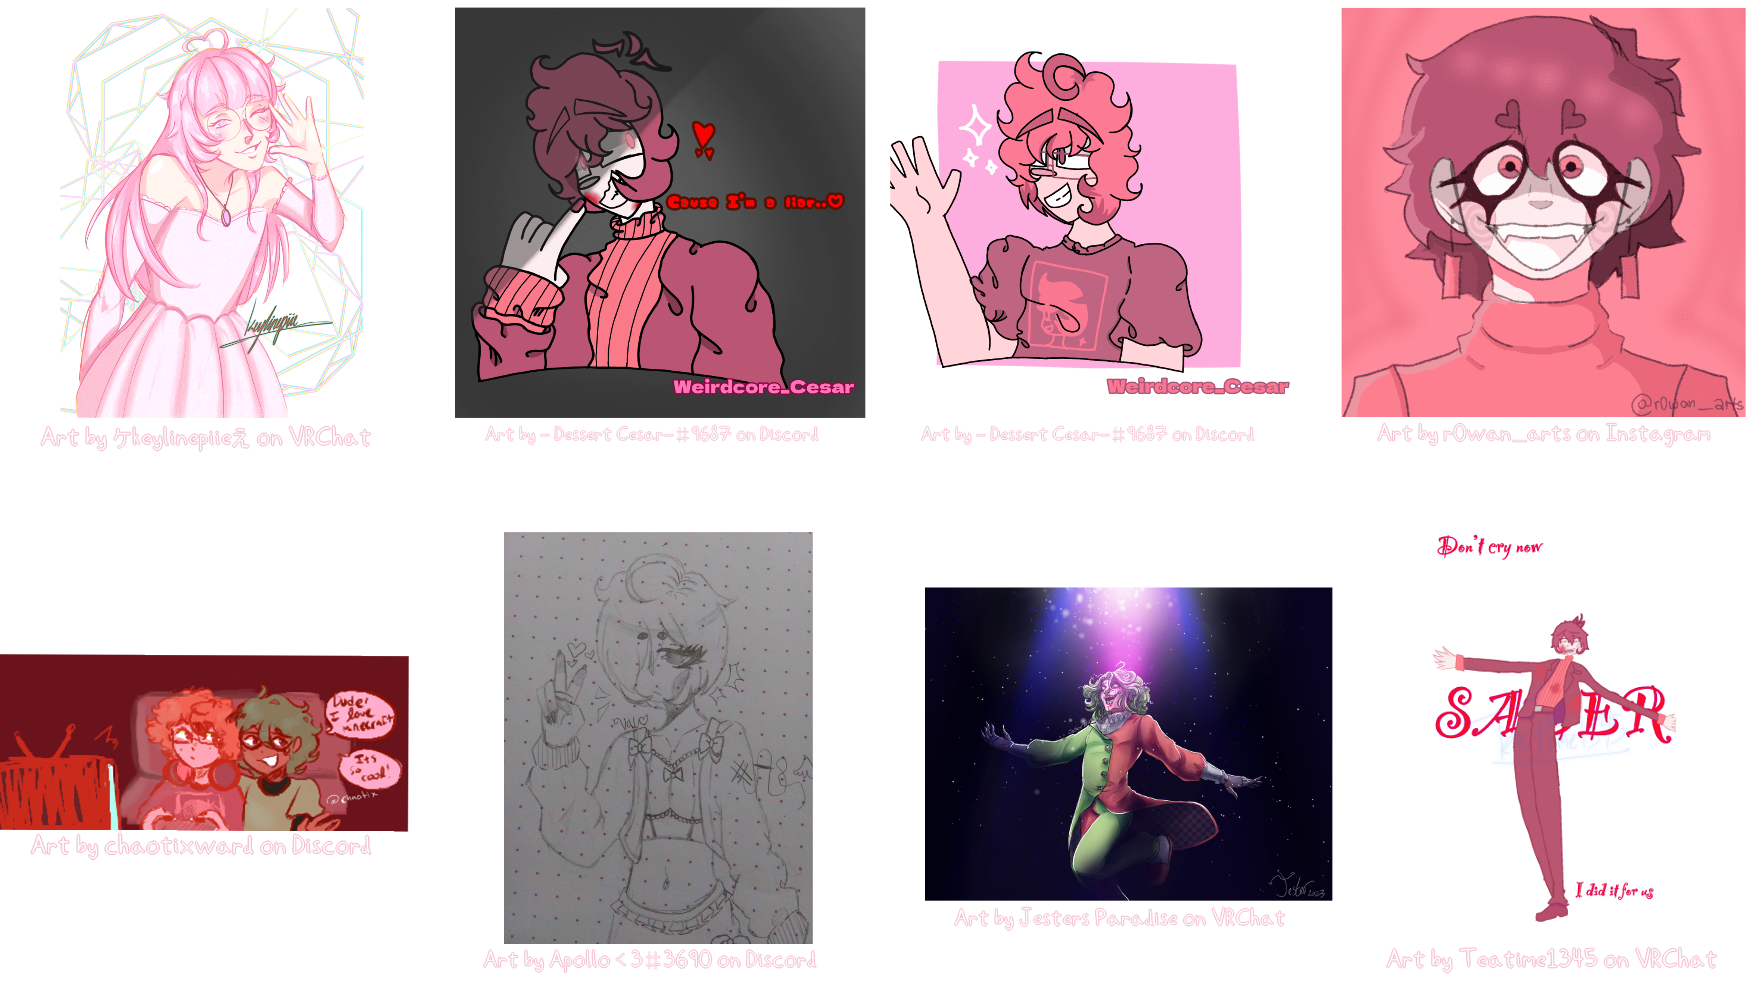 Keylinepiie
Art by ケkeylinepiieえ on VRChat
Cause I'm a liar..♡
Weirdcore_Cesar
Art by - Dessert Cesar-#9687 on Discord
Weirdcore_Cesar
Art by - Dessert Cesar-#9687 on Discord
@r0wan_arts
Art by r0wan_arts on Instagram
Dude!
I love
minecraft
It's
so
cool!
@chaotix
Art by chaotixward on Discord
Art by Apollo <3#3690 on Discord
Jester 2023
Art by Jesters Paradise on VRChat
Don't cry now
I did it for us
Art by Teatime1345 on VRChat